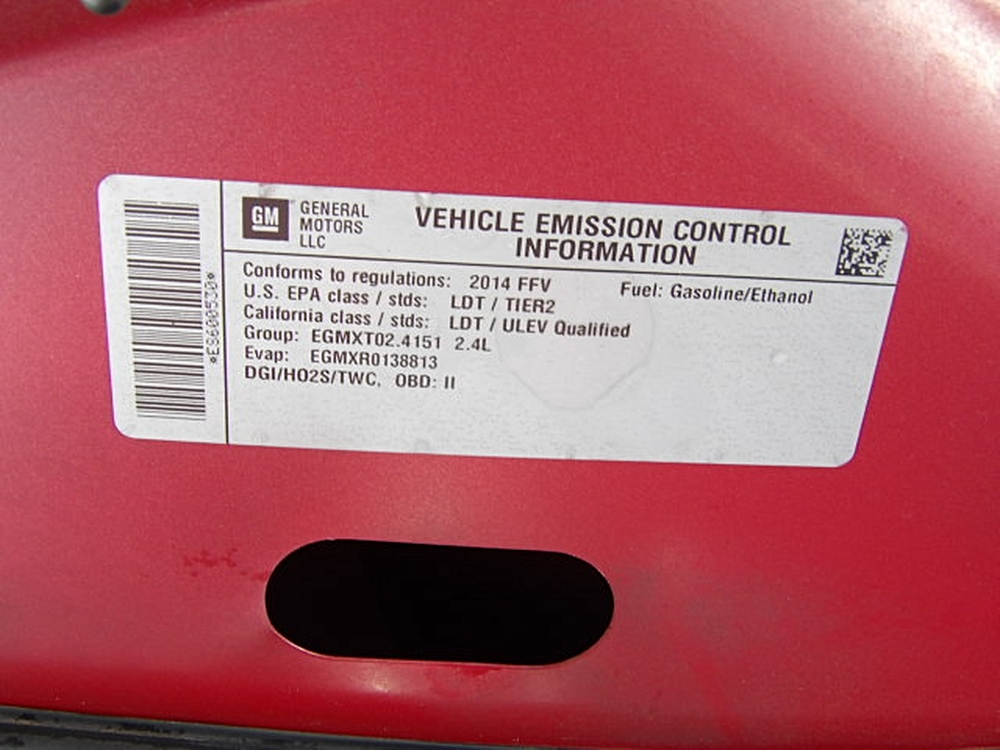 *ES600530*
GM
GENERAL
MOTORS
LLC
VEHICLE EMISSION CONTROL
INFORMATION
Conforms to regulations: 2014 FFV Fuel: Gasoline/Ethanol
U.S. EPA class / stds: LDT / TIER2
California class / stds: LDT / ULEV Qualified
Group: EGMXT02.4151 2.4L
Evap: EGMXR0138813
DGI/HO2S/TWC, OBD: II